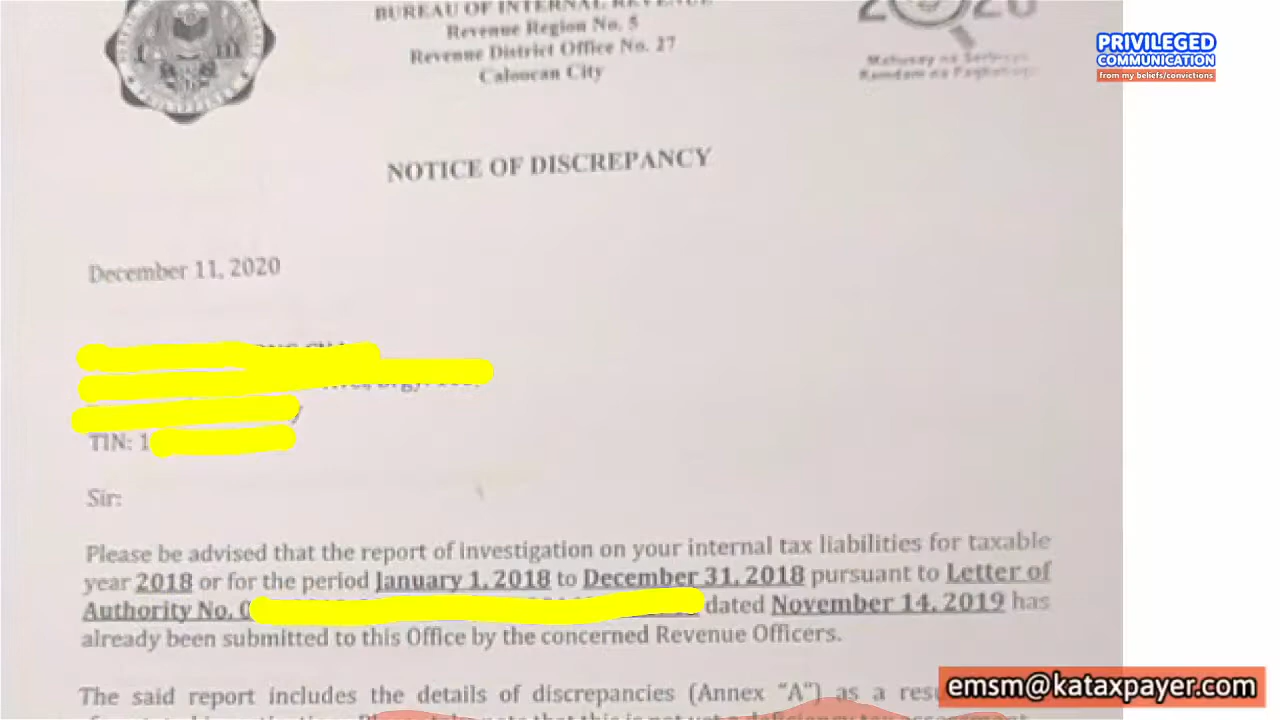 BUREAU OF INTERNAL REVENUE
Revenue Region No. 5
Revenue District Office No. 27
Caloocan City
2020
PRIVILEGED
COMMUNICATION
from my beliefs/convictions
NOTICE OF DISCREPANCY
December 11, 2020
TIN: 1
Sir:
Please be advised that the report of investigation on your internal tax liabilities for taxable
year 2018 or for the period January 1, 2018 to December 31, 2018 pursuant to Letter of
Authority No. dated November 14, 2019 has
already been submitted to this Office by the concerned Revenue Officers.
The said report includes the details of discrepancies (Annex “A”) as a
emsm@kataxpayer.com